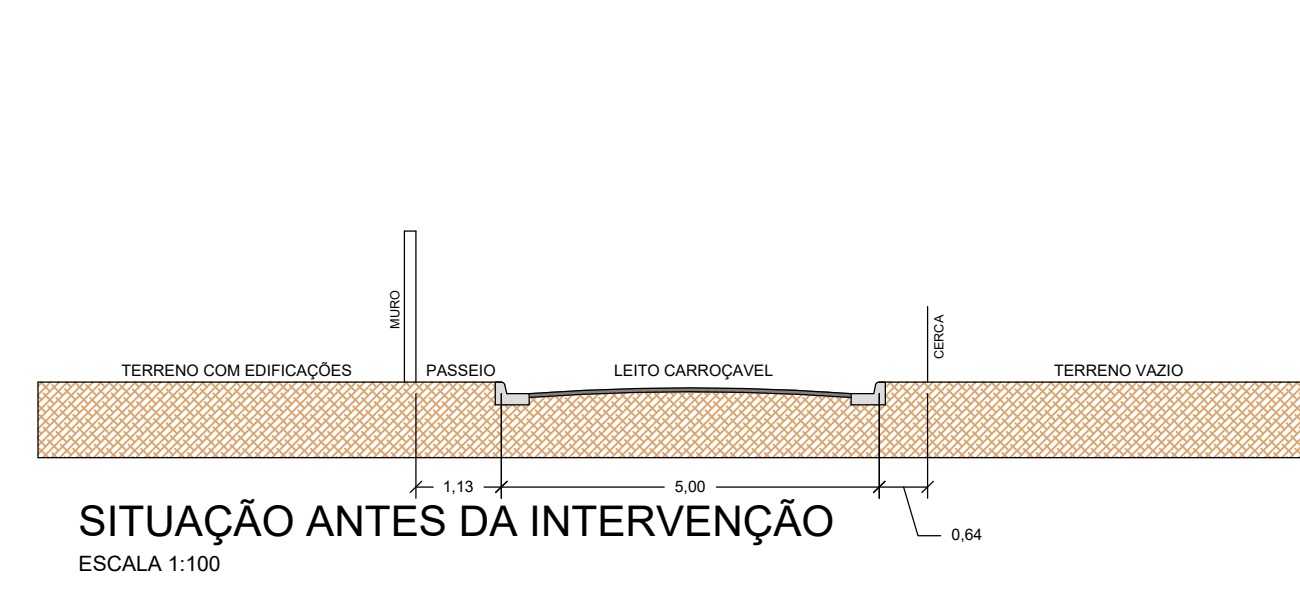 MURO
CERCA
TERRENO COM EDIFICAÇÕES
PASSEIO
LEITO CARROÇAVEL
TERRENO VAZIO
1,13
5,00
0,64
SITUAÇÃO ANTES DA INTERVENÇÃO
ESCALA 1:100